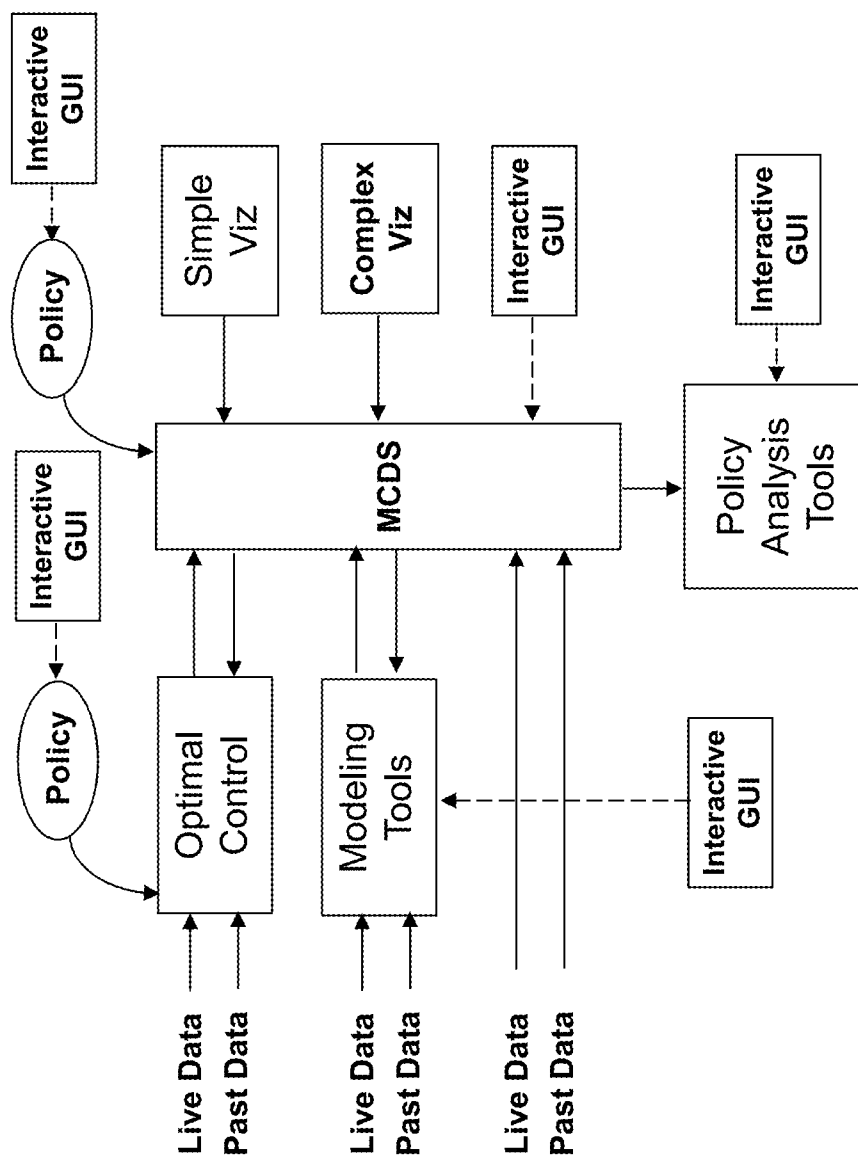 Policy
Interactive
GUI
Policy
Interactive
GUI
Live Data
Past Data
Optimal
Control
Simple
Viz
Live Data
Past Data
Modeling
Tools
MCDS
Complex
Viz
Live Data
Past Data
Interactive
GUI
Interactive
GUI
Policy
Analysis
Tools
Interactive
GUI